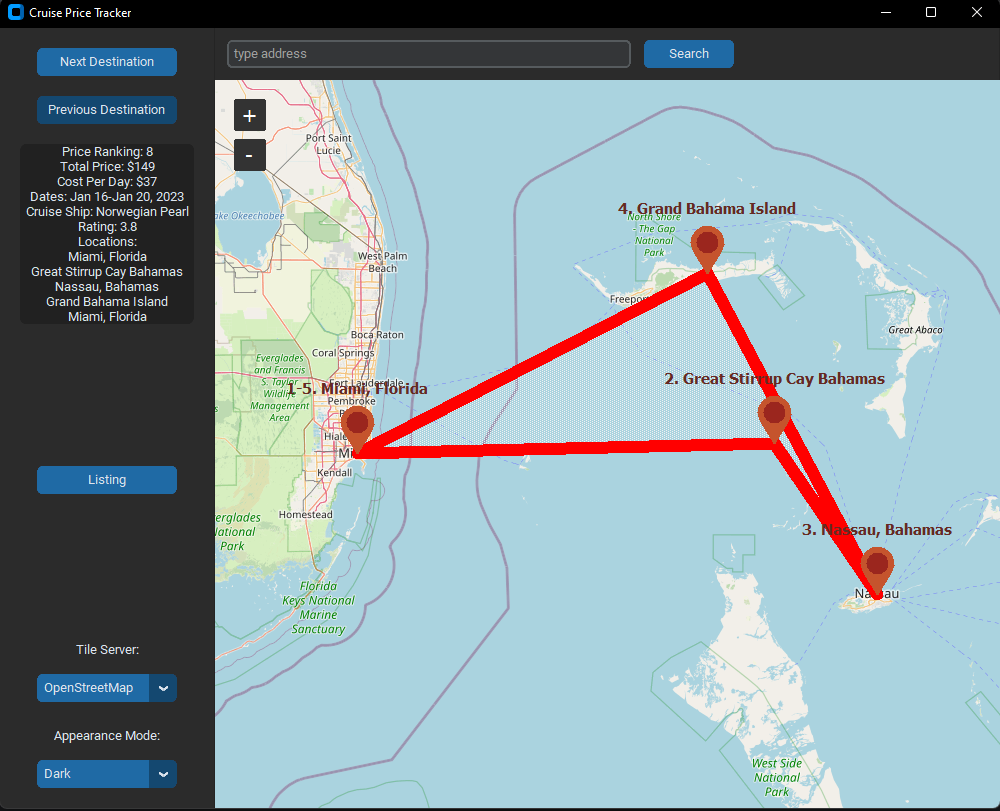 Cruise Price Tracker
Next Destination
Previous Destination
Price Ranking: 8
Total Price: $149
Cost Per Day: $37
Dates: Jan 16-Jan 20, 2023
Cruise Ship: Norwegian Pearl
Rating: 3.8
Locations:
Miami, Florida
Great Stirrup Cay Bahamas
Nassau, Bahamas
Grand Bahama Island
Miami, Florida
Listing
Tile Server:
OpenStreetMap
Appearance Mode:
Dark
type address
Search
+
-
Port Saint
Lucie
Okeechobee
West Palm
Beach
Boca Raton
Coral Springs
Everglades
and Francis
S. Taylor
Wildlife
Management
Area
Fort Lauderdale
1-5. Miami, Florida
Pembroke
Kendall
Homestead
National
Park
Florida
Keys National
Marine
Sanctuary
4. Grand Bahama Island
North Shore
- The Gap
National
Park
Great Abaco
2. Great Stirrup Cay Bahamas
3. Nassau, Bahamas
Nassau
West Side
National
Park